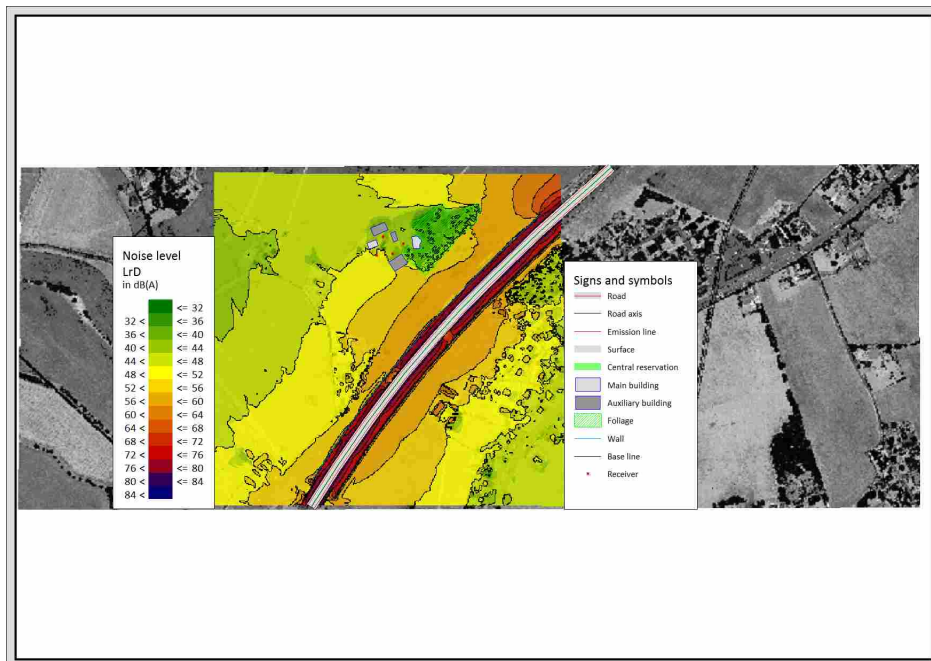 Noise level
LrD
in dB(A)
<= 32
32 < <= 36
36 < <= 40
40 < <= 44
44 < <= 48
48 < <= 52
52 < <= 56
56 < <= 60
60 < <= 64
64 < <= 68
68 < <= 72
72 < <= 76
76 < <= 80
80 < <= 84
84 <
Signs and symbols
Road
Road axis
Emission line
Surface
Central reservation
Main building
Auxiliary building
Foliage
Wall
Base line
Receiver